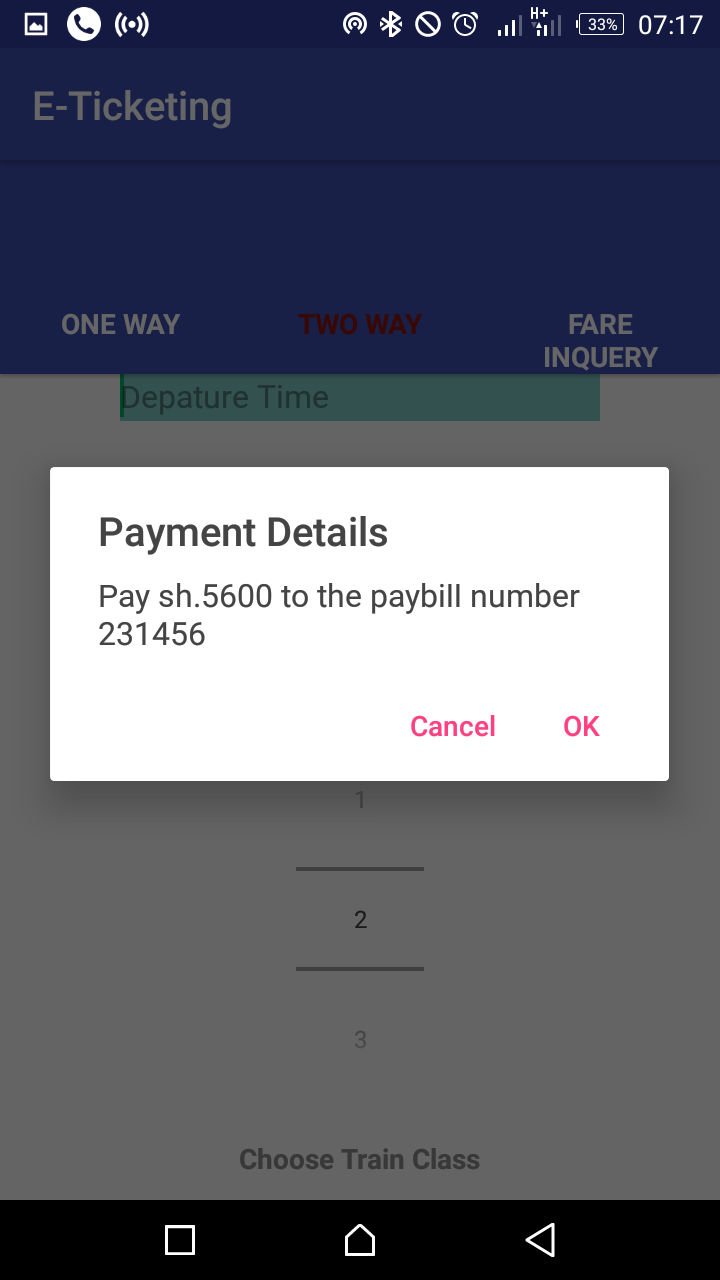 H+
33%
07:17
E-Ticketing
ONE WAY
TWO WAY
FARE
INQUERY
Depature Time
Payment Details
Pay sh.5600 to the paybill number
231456
Cancel
OK
1
2
3
Choose Train Class